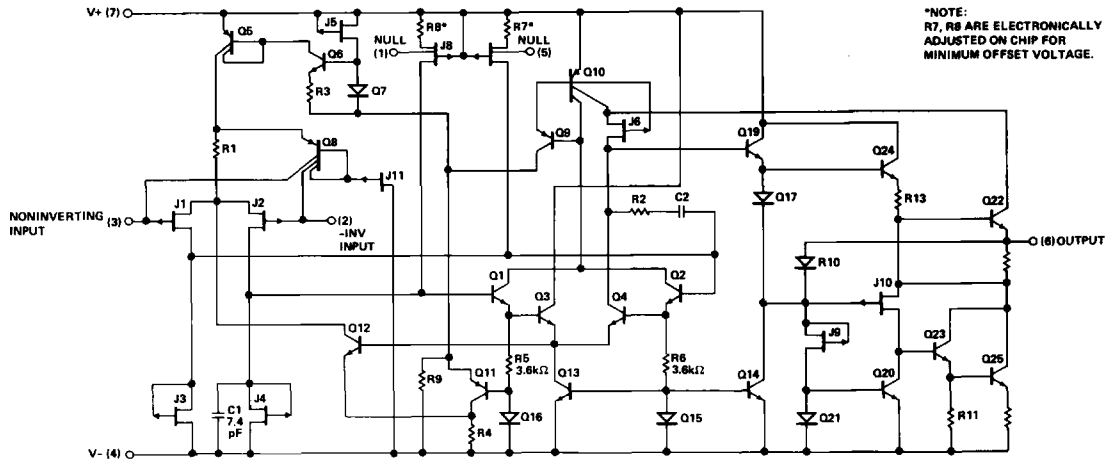 V+ (7)
Q5
J5
Q6
R3
Q7
R8*
NULL
(1)
J8
R7*
NULL
(5)
Q10
*NOTE:
R7, R8 ARE ELECTRONICALLY
ADJUSTED ON CHIP FOR
MINIMUM OFFSET VOLTAGE.
Q9
J6
Q19
Q24
R1
Q8
J11
Q17
R13
Q22
NONINVERTING
INPUT
(3)
J1
J2
(2)
-INV
INPUT
R2
C2
(6) OUTPUT
R10
Q1
Q3
Q4
Q2
J10
Q12
J9
Q23
R9
Q11
R5
3.6kΩ
Q13
R6
3.6kΩ
Q14
Q20
Q25
J3
C1
7.4
pF
J4
R4
Q16
Q15
Q21
R11
V- (4)